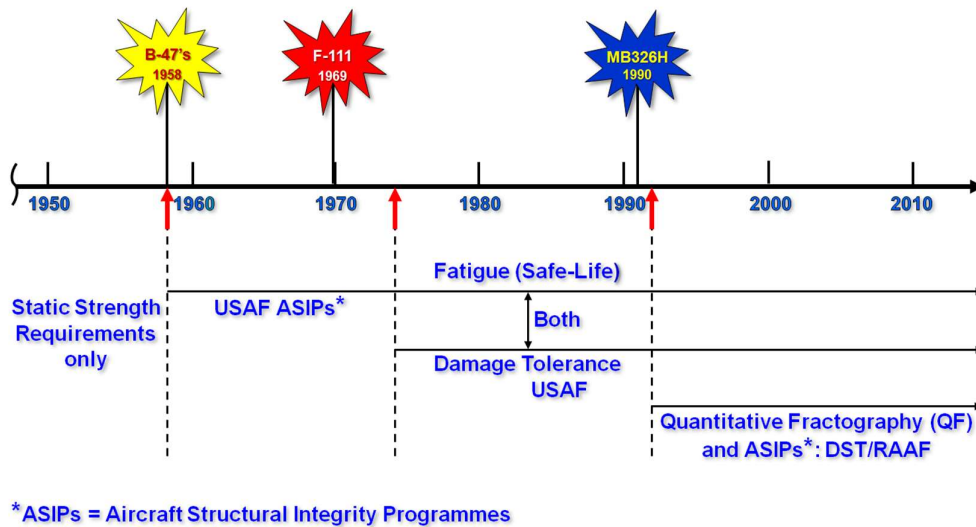 B-47's
1958
F-111
1969
MB326H
1990
1950
1960
1970
1980
1990
2000
2010
Fatigue (Safe-Life)
Static Strength
Requirements
only
USAF ASIPs*
Both
Damage Tolerance
USAF
Quantitative Fractography (QF)
and ASIPs*: DST/RAAF
*ASIPs = Aircraft Structural Integrity Programmes